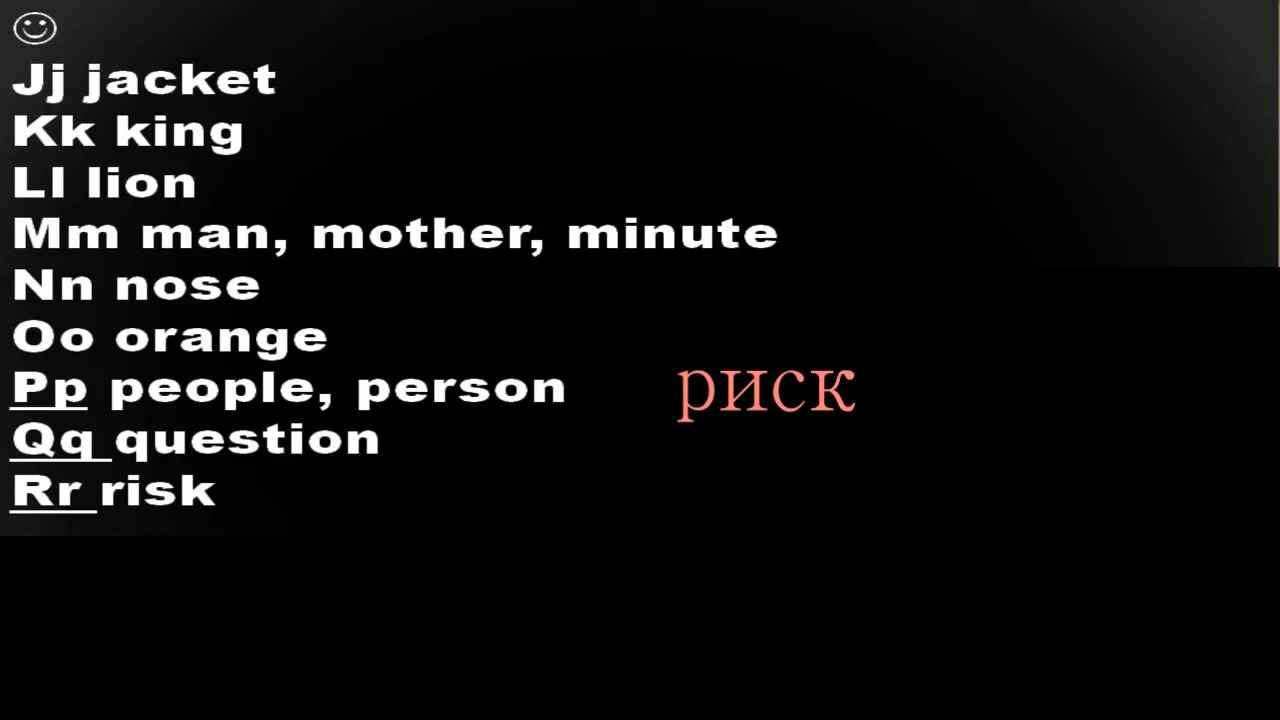 Jj jacket
Kk king
Ll lion
Mm man, mother, minute
Nn nose
Oo orange
Pp people, person
риск
Qq question
Rr risk